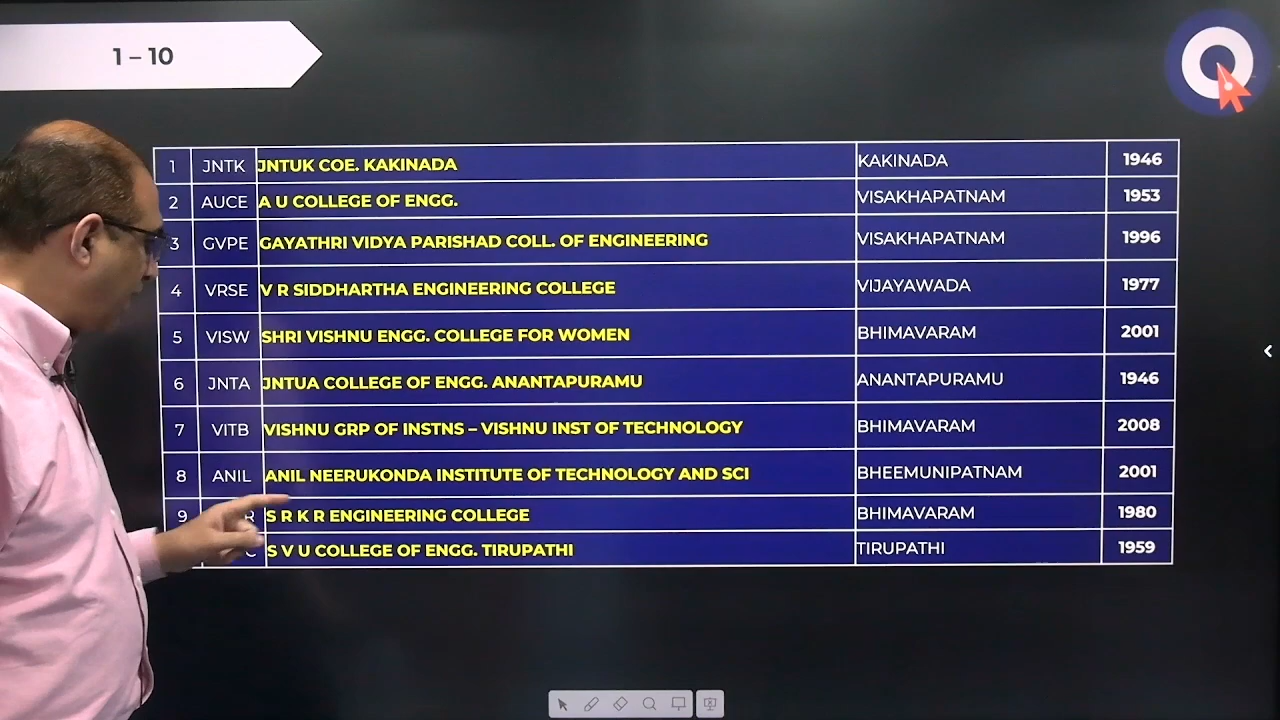 1 – 10
1 JNTK JNTUK COE. KAKINADA KAKINADA 1946
2 AUCE A U COLLEGE OF ENGG. VISAKHAPATNAM 1953
3 GVPE GAYATHRI VIDYA PARISHAD COLL. OF ENGINEERING VISAKHAPATNAM 1996
4 VRSE V R SIDDHARTHA ENGINEERING COLLEGE VIJAYAWADA 1977
5 VISW SHRI VISHNU ENGG. COLLEGE FOR WOMEN BHIMAVARAM 2001
6 JNTA JNTUA COLLEGE OF ENGG. ANANTAPURAMU ANANTAPURAMU 1946
7 VITB VISHNU GRP OF INSTNS – VISHNU INST OF TECHNOLOGY BHIMAVARAM 2008
8 ANIL ANIL NEERUKONDA INSTITUTE OF TECHNOLOGY AND SCI BHEEMUNIPATNAM 2001
9 S R K R ENGINEERING COLLEGE BHIMAVARAM 1980
S V U COLLEGE OF ENGG. TIRUPATHI TIRUPATHI 1959